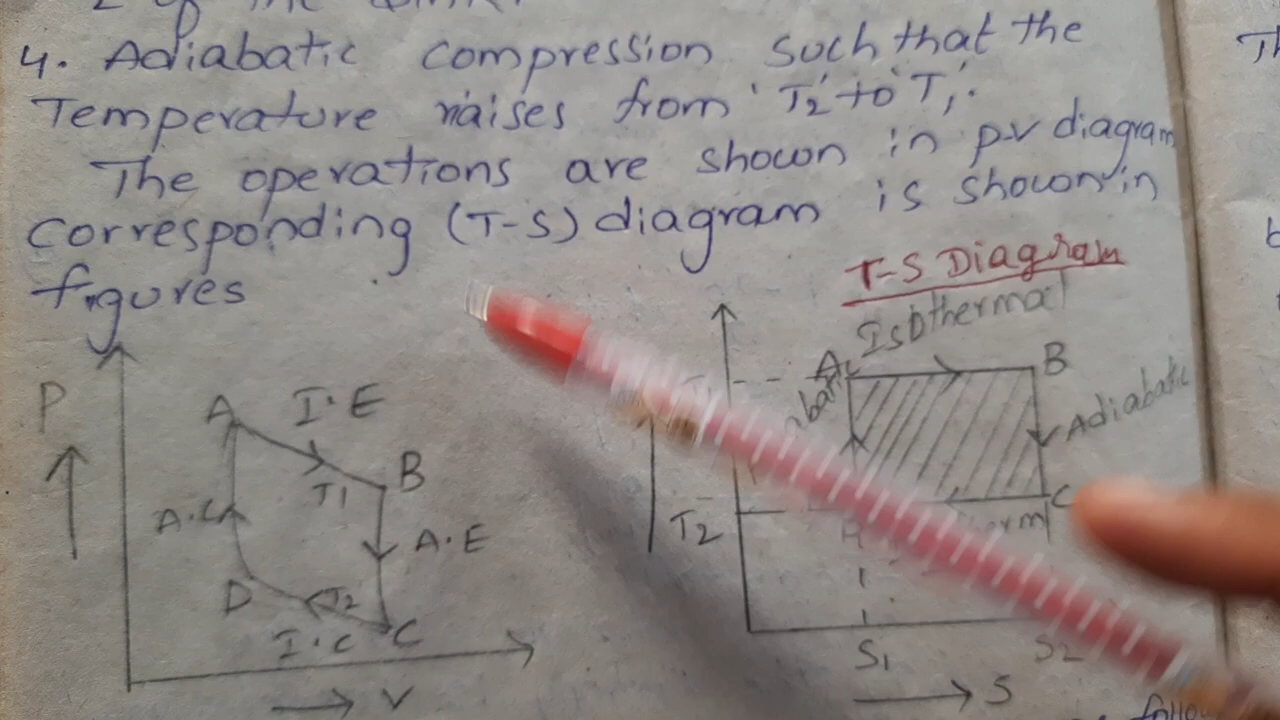 4. Adiabatic compression such that the
Temperature raises from 'T2' to 'T1'.
The operations are shown in p-v diagram
corresponding (T-S) diagram is shown in
figures
T-S Diagram
Isothermal
A B
Adiabatic
C
T2
S1 S2
S
P
A I.E
T1 B
A.E
D T2
I.C C
V